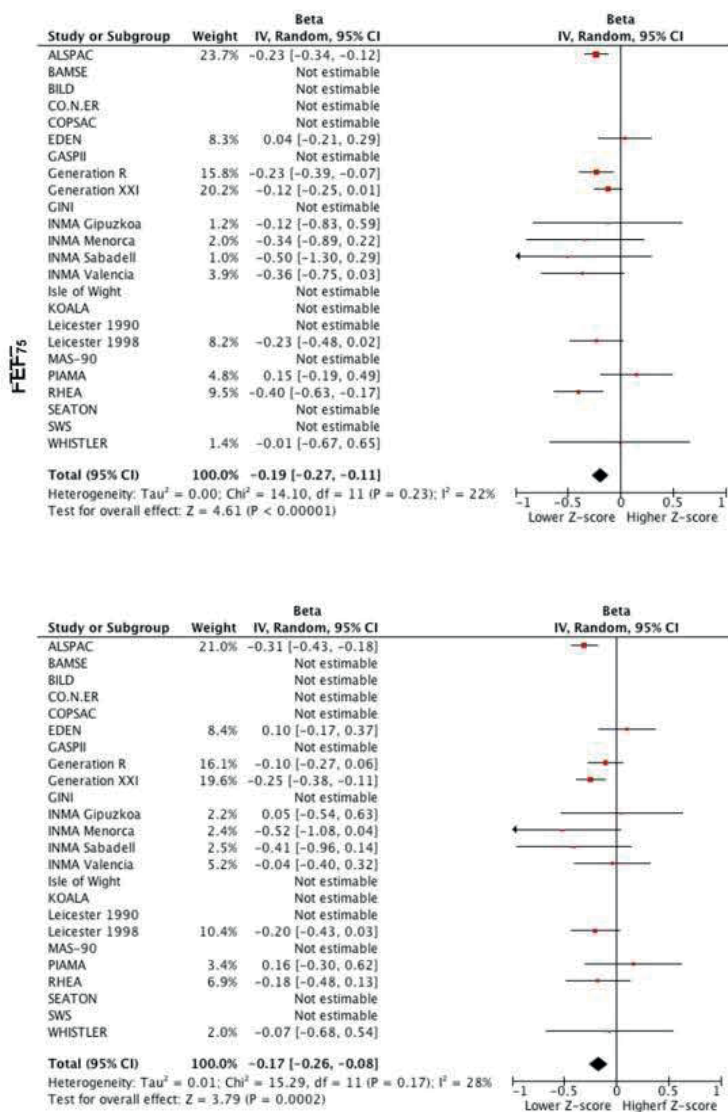 Beta Beta
Study or Subgroup Weight IV, Random, 95% CI IV, Random, 95% CI
ALSPAC 23.7% -0.23 [-0.34, -0.12]
BAMSE Not estimable
BILD Not estimable
CO.N.ER Not estimable
COPSAC Not estimable
EDEN 8.3% 0.04 [-0.21, 0.29]
GASPII Not estimable
Generation R 15.8% -0.23 [-0.39, -0.07]
Generation XXI 20.2% -0.12 [-0.25, 0.01]
GINI Not estimable
INMA Gipuzkoa 1.2% -0.12 [-0.83, 0.59]
INMA Menorca 2.0% -0.34 [-0.89, 0.22]
INMA Sabadell 1.0% -0.50 [-1.30, 0.29]
INMA Valencia 3.9% -0.36 [-0.75, 0.03]
Isle of Wight Not estimable
KOALA Not estimable
Leicester 1990 Not estimable
Leicester 1998 8.2% -0.23 [-0.48, 0.02]
MAS-90 Not estimable
FEF75
PIAMA 4.8% 0.15 [-0.19, 0.49]
RHEA 9.5% -0.40 [-0.63, -0.17]
SEATON Not estimable
SWS Not estimable
WHISTLER 1.4% -0.01 [-0.67, 0.65]
Total (95% CI) 100.0% -0.19 [-0.27, -0.11]
Heterogeneity: Tau² = 0.00; Chi² = 14.10, df = 11 (P = 0.23); I² = 22%
Test for overall effect: Z = 4.61 (P < 0.00001)
-1 -0.5 0 0.5 1
Lower Z-score Higher Z-score
Beta Beta
Study or Subgroup Weight IV, Random, 95% CI IV, Random, 95% CI
ALSPAC 21.0% -0.31 [-0.43, -0.18]
BAMSE Not estimable
BILD Not estimable
CO.N.ER Not estimable
COPSAC Not estimable
EDEN 8.4% 0.10 [-0.17, 0.37]
GASPII Not estimable
Generation R 16.1% -0.10 [-0.27, 0.06]
Generation XXI 19.6% -0.25 [-0.38, -0.11]
GINI Not estimable
INMA Gipuzkoa 2.2% 0.05 [-0.54, 0.63]
INMA Menorca 2.4% -0.52 [-1.08, 0.04]
INMA Sabadell 2.5% -0.41 [-0.96, 0.14]
INMA Valencia 5.2% -0.04 [-0.40, 0.32]
Isle of Wight Not estimable
KOALA Not estimable
Leicester 1990 Not estimable
Leicester 1998 10.4% -0.20 [-0.43, 0.03]
MAS-90 Not estimable
PIAMA 3.4% 0.16 [-0.30, 0.62]
RHEA 6.9% -0.18 [-0.48, 0.13]
SEATON Not estimable
SWS Not estimable
WHISTLER 2.0% -0.07 [-0.68, 0.54]
Total (95% CI) 100.0% -0.17 [-0.26, -0.08]
Heterogeneity: Tau² = 0.01; Chi² = 15.29, df = 11 (P = 0.17); I² = 28%
Test for overall effect: Z = 3.79 (P = 0.0002)
-1 -0.5 0 0.5 1
Lower Z-score Higherf Z-score